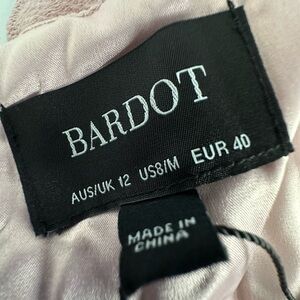 BARDOT
AUS/UK 12 US8/M EUR 40
MADE IN
CHINA